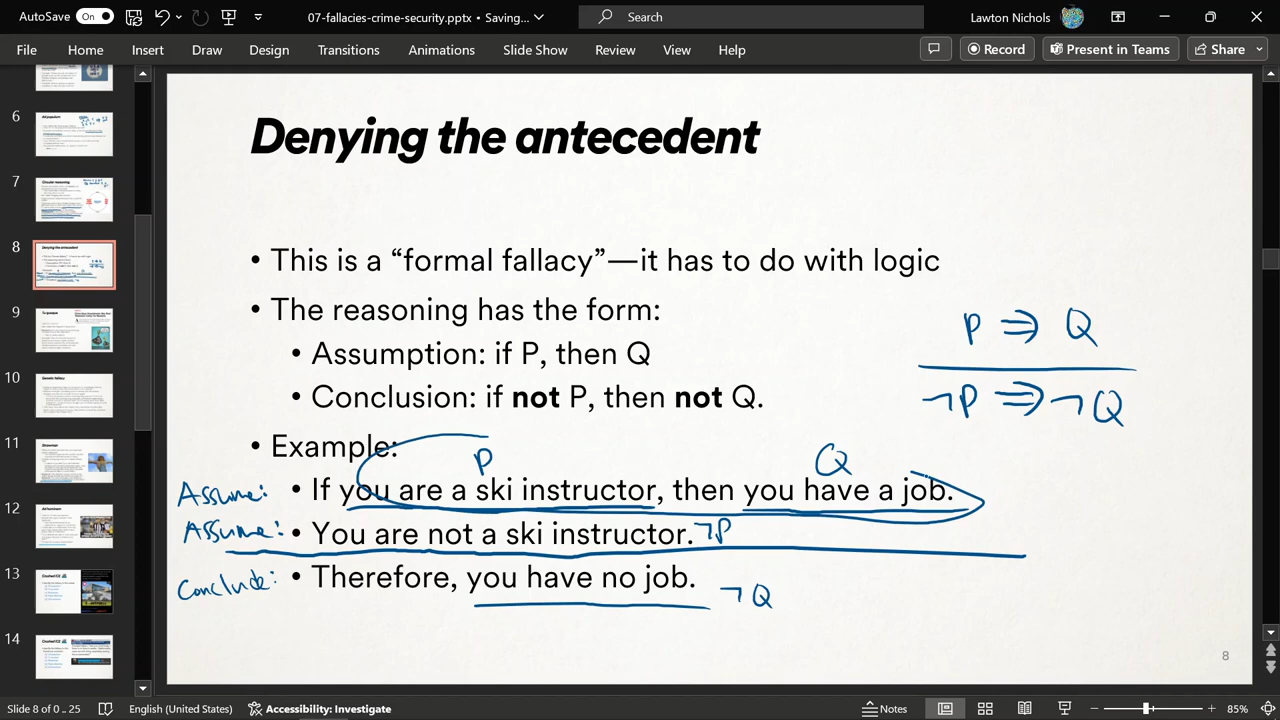 AutoSave On 07-fallacies-crime-security.pptx • Saving... Search Lawton Nichols
File Home Insert Draw Design Transitions Animations Slide Show Review View Help Record Present in Teams Share
6
7
8
10
11
12
13
14
Denying the antecedent
• This is a “formal fallacy”—it has to do with logic
• The reasoning has the form:
• Assumption: if P, then Q
• Conclusion: if not P, then not Q.
P ⇒ Q
¬P ⇒ ¬Q
• Example:
P Q
Assume: • If you are a ski instructor, then you have a job.
Assume: • You are not a ski instructor. ¬P
Conclude: • Therefore, you have no job. ¬Q
8
Slide 8 of 0...25 English (United States) Accessibility: Investigate Notes 85%